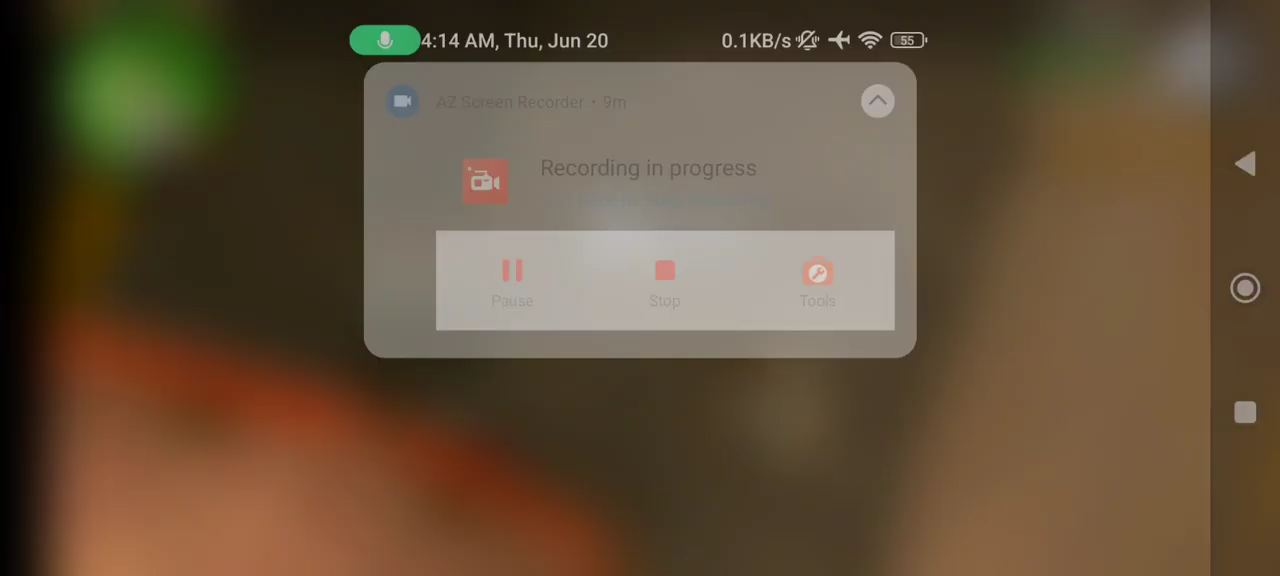 4:14 AM, Thu, Jun 20 0.1KB/s 55
AZ Screen Recorder • 9m
Recording in progress
Pause Stop Tools